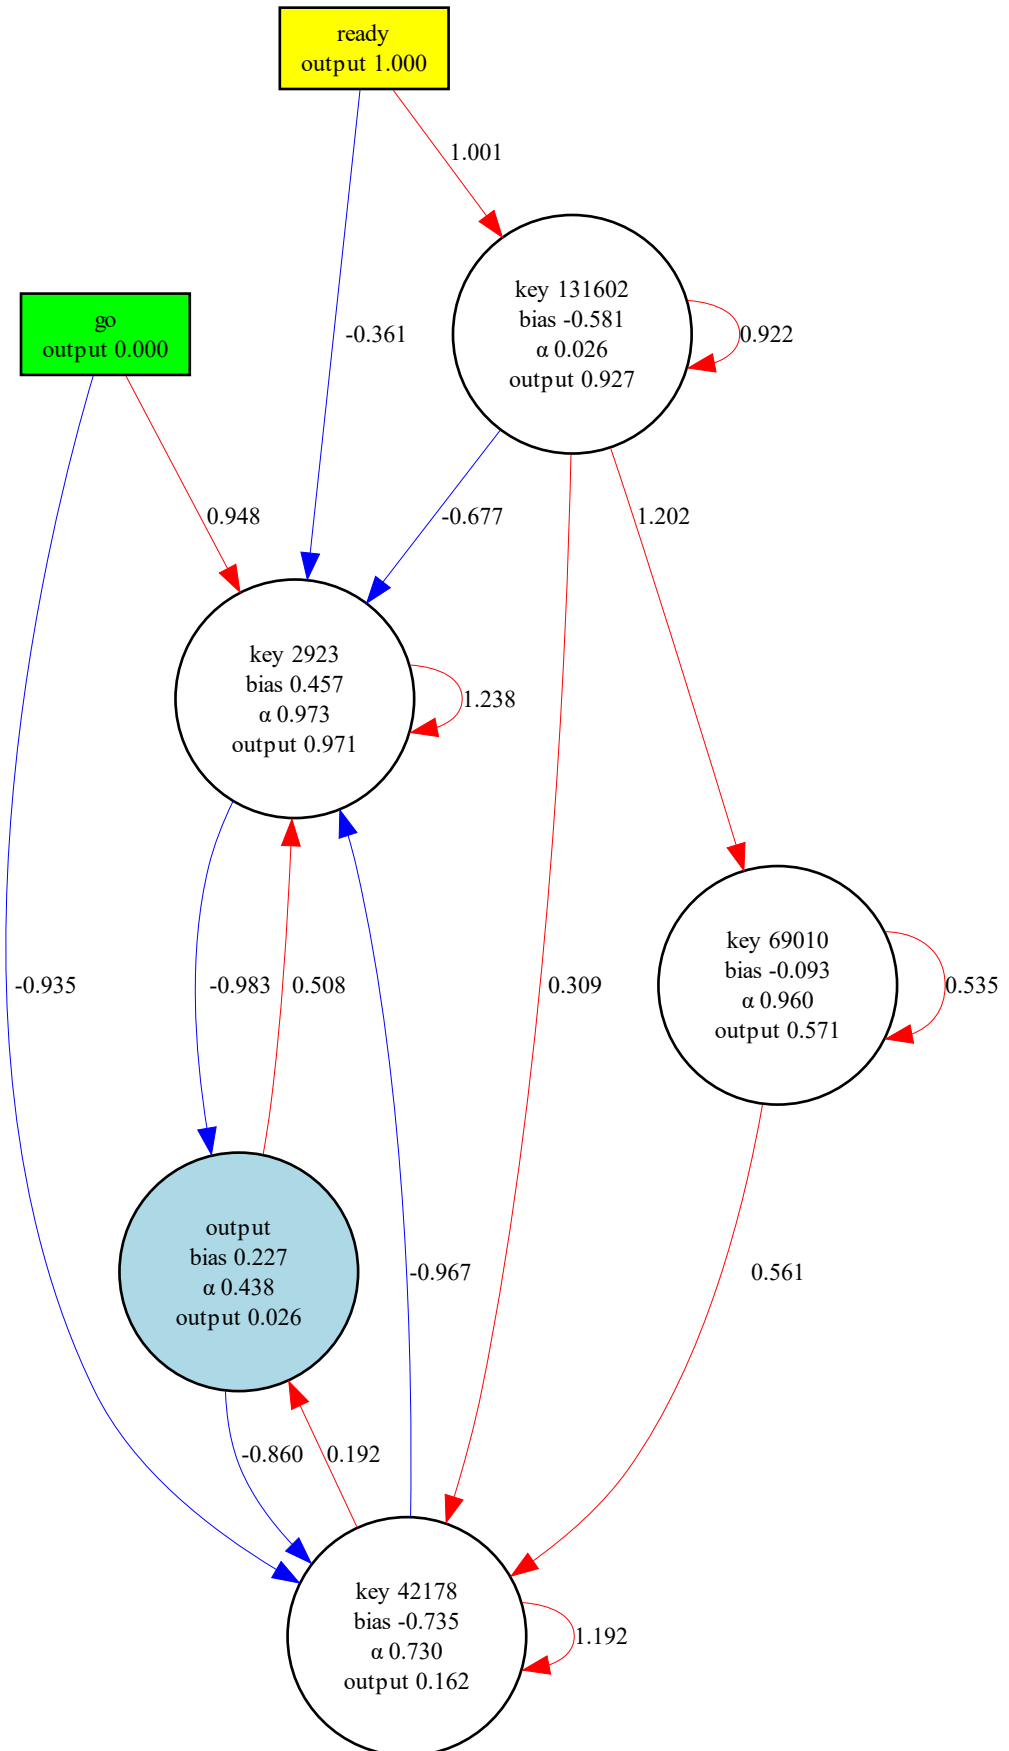 ready
output 1.000
1.001
key 131602
bias -0.581
α 0.026
output 0.927
0.922
go
output 0.000
-0.361
0.948
-0.677
1.202
key 2923
bias 0.457
α 0.973
output 0.971
1.238
key 69010
bias -0.093
α 0.960
output 0.571
0.535
-0.935
-0.983
0.508
0.309
output
bias 0.227
α 0.438
output 0.026
-0.967
0.561
-0.860
0.192
key 42178
bias -0.735
α 0.730
output 0.162
1.192